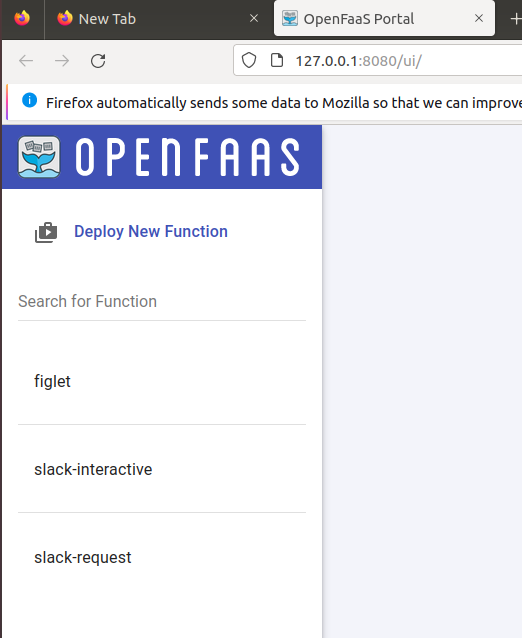 New Tab
OpenFaaS Portal
127.0.0.1:8080/ui/
Firefox automatically sends some data to Mozilla so that we can improve
OPENFAAS
Deploy New Function
Search for Function
figlet
slack-interactive
slack-request